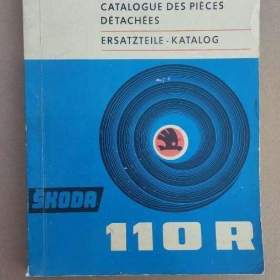 CATALOGUE DES PIÈCES
DÉTACHÉES
ERSATZTEILE - KATALOG
ŠKODA
110 R